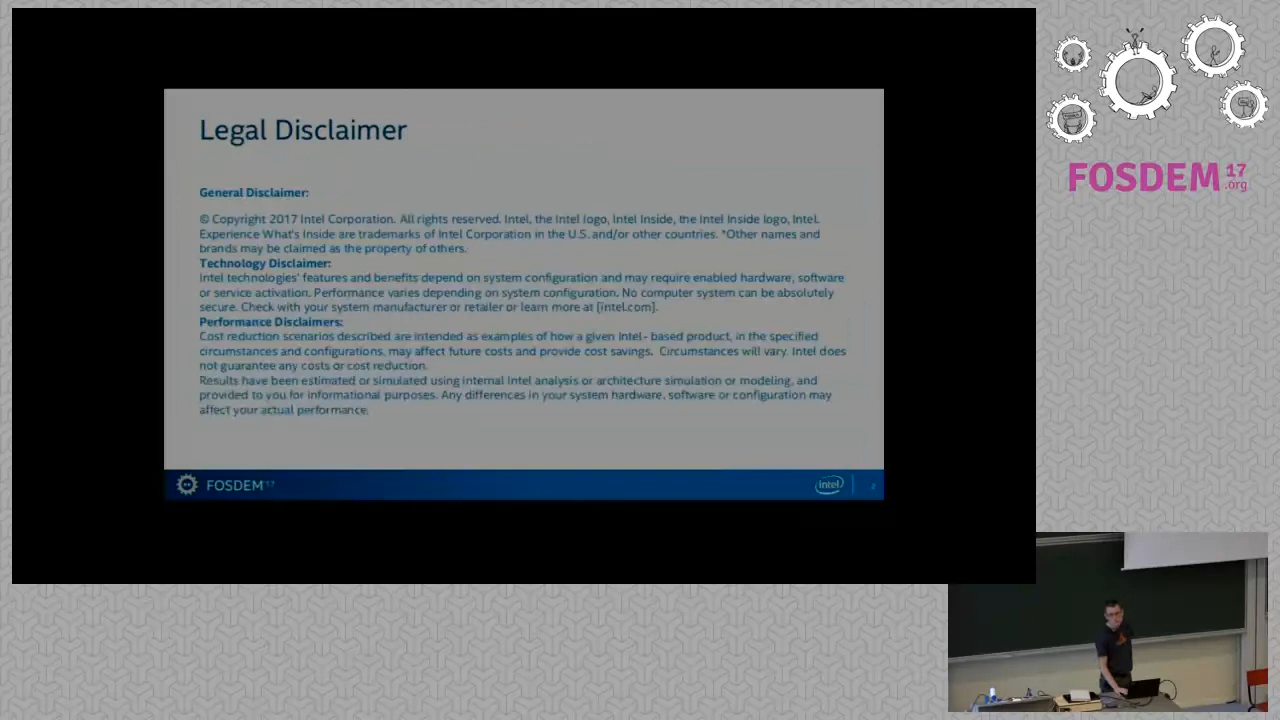 Legal Disclaimer
General Disclaimer:
© Copyright 2017 Intel Corporation. All rights reserved. Intel, the Intel logo, Intel Inside, the Intel Inside logo, Intel.
Experience What's Inside are trademarks of Intel Corporation in the U.S. and/or other countries. *Other names and
brands may be claimed as the property of others.
Technology Disclaimer:
Intel technologies' features and benefits depend on system configuration and may require enabled hardware, software
or service activation. Performance varies depending on system configuration. No computer system can be absolutely
secure. Check with your system manufacturer or retailer or learn more at [intel.com].
Performance Disclaimers:
Cost reduction scenarios described are intended as examples of how a given Intel- based product, in the specified
circumstances and configurations, may affect future costs and provide cost savings. Circumstances will vary. Intel does
not guarantee any costs or cost reduction.
Results have been estimated or simulated using internal Intel analysis or architecture simulation or modeling, and
provided to you for informational purposes. Any differences in your system hardware, software or configuration may
affect your actual performance.
FOSDEM 17
intel
2
FOSDEM 17
.org